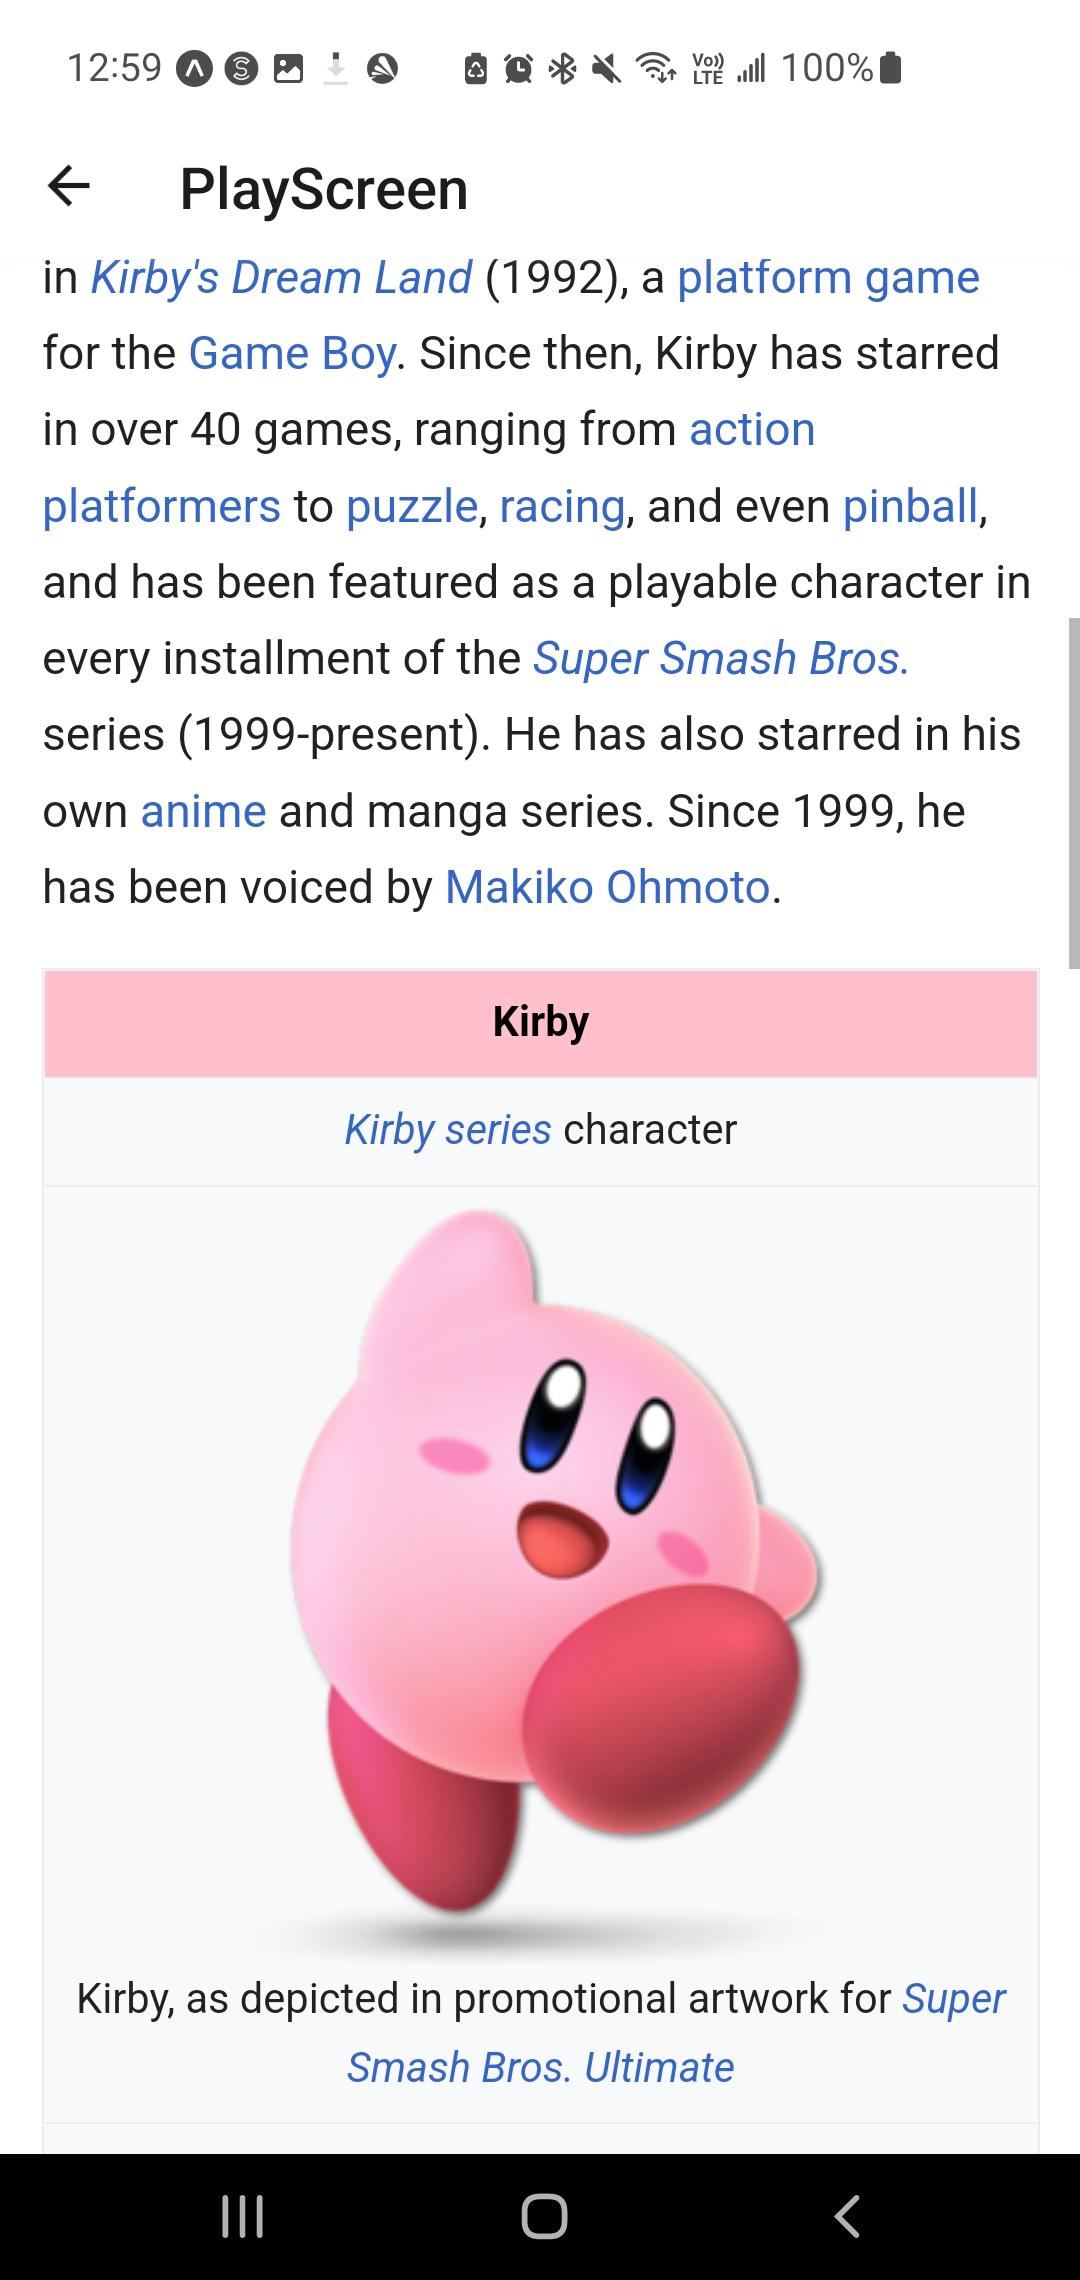 12:59
Vo))
LTE
100%
PlayScreen
in Kirby's Dream Land (1992), a platform game
for the Game Boy. Since then, Kirby has starred
in over 40 games, ranging from action
platformers to puzzle, racing, and even pinball,
and has been featured as a playable character in
every installment of the Super Smash Bros.
series (1999-present). He has also starred in his
own anime and manga series. Since 1999, he
has been voiced by Makiko Ohmoto.
Kirby
Kirby series character
Kirby, as depicted in promotional artwork for Super
Smash Bros. Ultimate